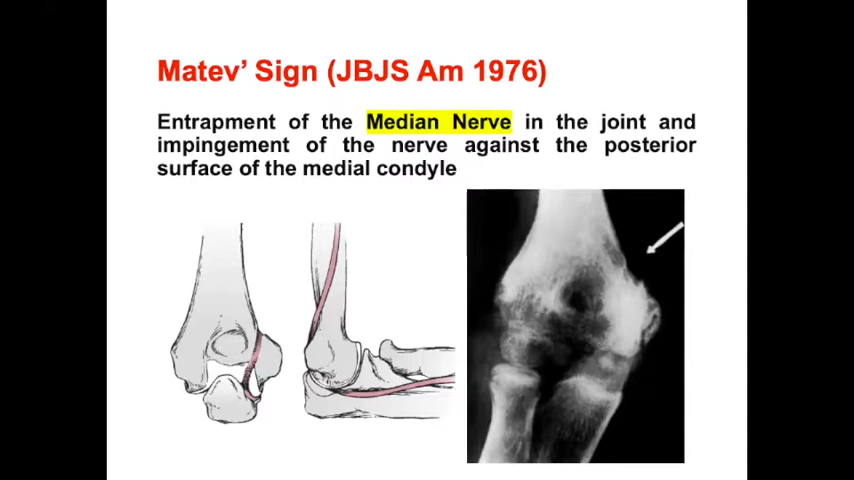 Matev’ Sign (JBJS Am 1976)
Entrapment of the Median Nerve in the joint and
impingement of the nerve against the posterior
surface of the medial condyle